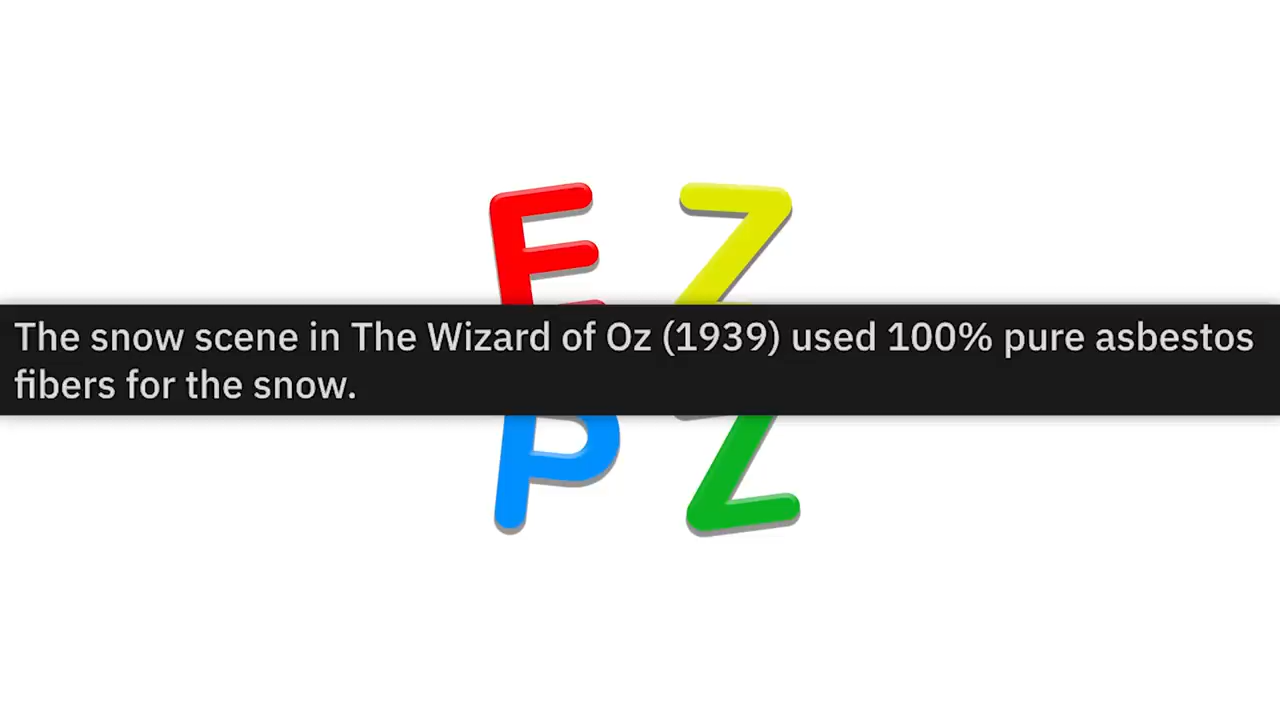 E Z
The snow scene in The Wizard of Oz (1939) used 100% pure asbestos
fibers for the snow.
P Z